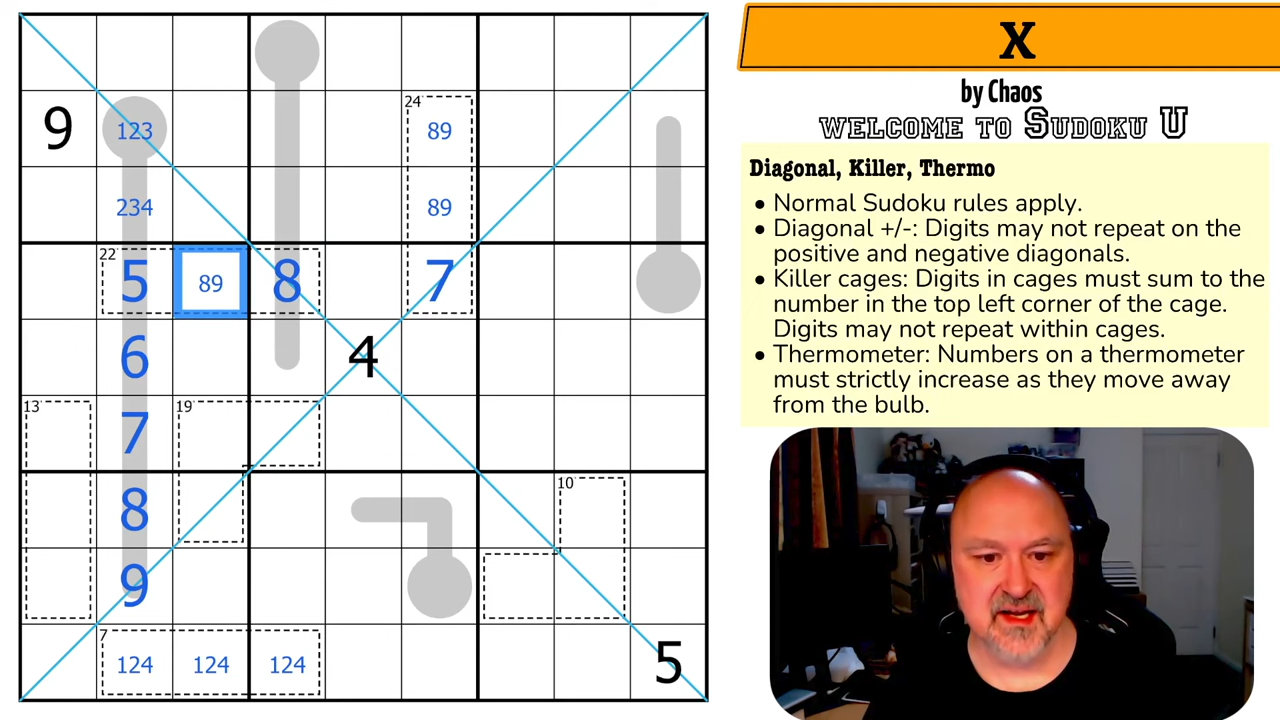 X
by Chaos
WELCOME TO SUDOKU U
Diagonal, Killer, Thermo
• Normal Sudoku rules apply.
• Diagonal +/-: Digits may not repeat on the
positive and negative diagonals.
• Killer cages: Digits in cages must sum to the
number in the top left corner of the cage.
Digits may not repeat within cages.
• Thermometer: Numbers on a thermometer
must strictly increase as they move away
from the bulb.
24
9 123 89
234 89
22
5 89 8 7
6 4
13 19
7
10
8
9
7
124 124 124 5